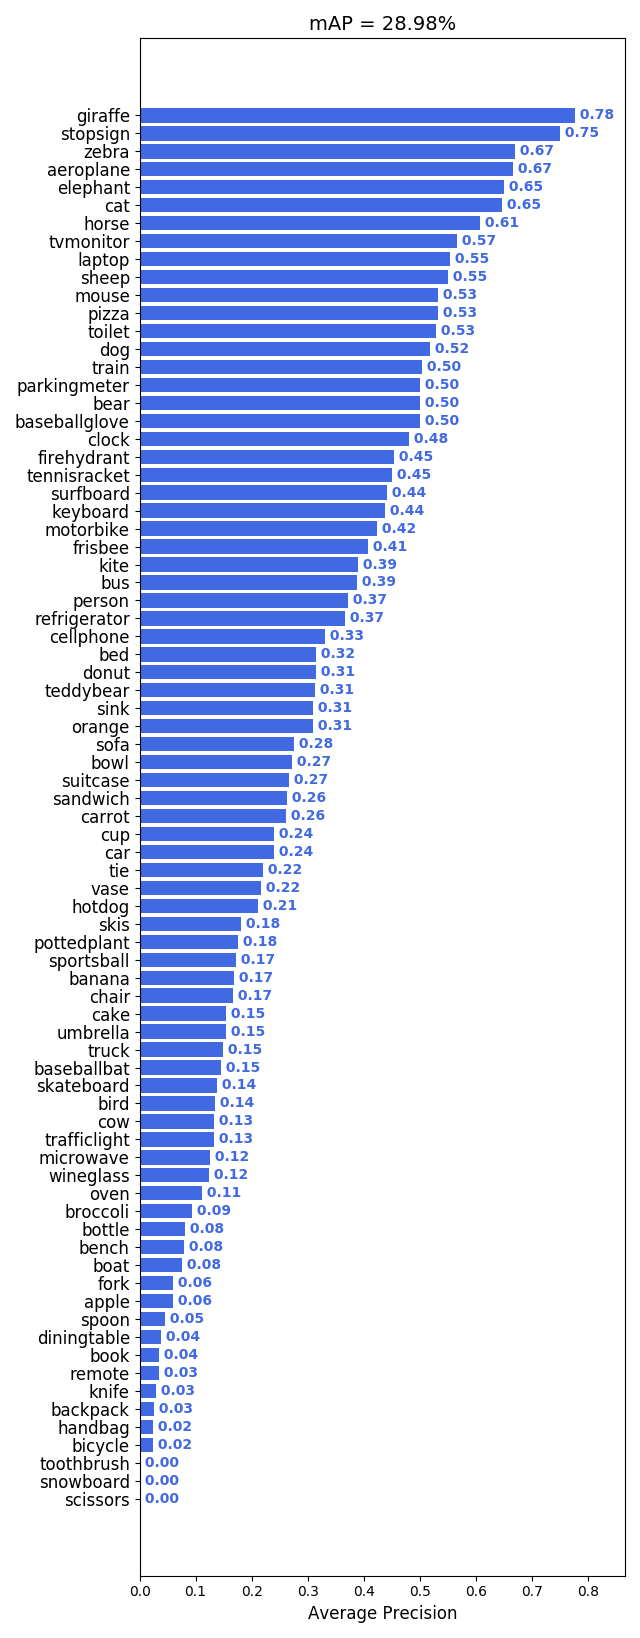 mAP = 28.98%
giraffe 0.78
stopsign 0.75
zebra 0.67
aeroplane 0.67
elephant 0.65
cat 0.65
horse 0.61
tvmonitor 0.57
laptop 0.55
sheep 0.55
mouse 0.53
pizza 0.53
toilet 0.53
dog 0.52
train 0.50
parkingmeter 0.50
bear 0.50
baseballglove 0.50
clock 0.48
firehydrant 0.45
tennisracket 0.45
surfboard 0.44
keyboard 0.44
motorbike 0.42
frisbee 0.41
kite 0.39
bus 0.39
person 0.37
refrigerator 0.37
cellphone 0.33
bed 0.32
donut 0.31
teddybear 0.31
sink 0.31
orange 0.31
sofa 0.28
bowl 0.27
suitcase 0.27
sandwich 0.26
carrot 0.26
cup 0.24
car 0.24
tie 0.22
vase 0.22
hotdog 0.21
skis 0.18
pottedplant 0.18
sportsball 0.17
banana 0.17
chair 0.17
cake 0.15
umbrella 0.15
truck 0.15
baseballbat 0.15
skateboard 0.14
bird 0.14
cow 0.13
trafficlight 0.13
microwave 0.12
wineglass 0.12
oven 0.11
broccoli 0.09
bottle 0.08
bench 0.08
boat 0.08
fork 0.06
apple 0.06
spoon 0.05
diningtable 0.04
book 0.04
remote 0.03
knife 0.03
backpack 0.03
handbag 0.02
bicycle 0.02
toothbrush 0.00
snowboard 0.00
scissors 0.00
0.0 0.1 0.2 0.3 0.4 0.5 0.6 0.7 0.8
Average Precision